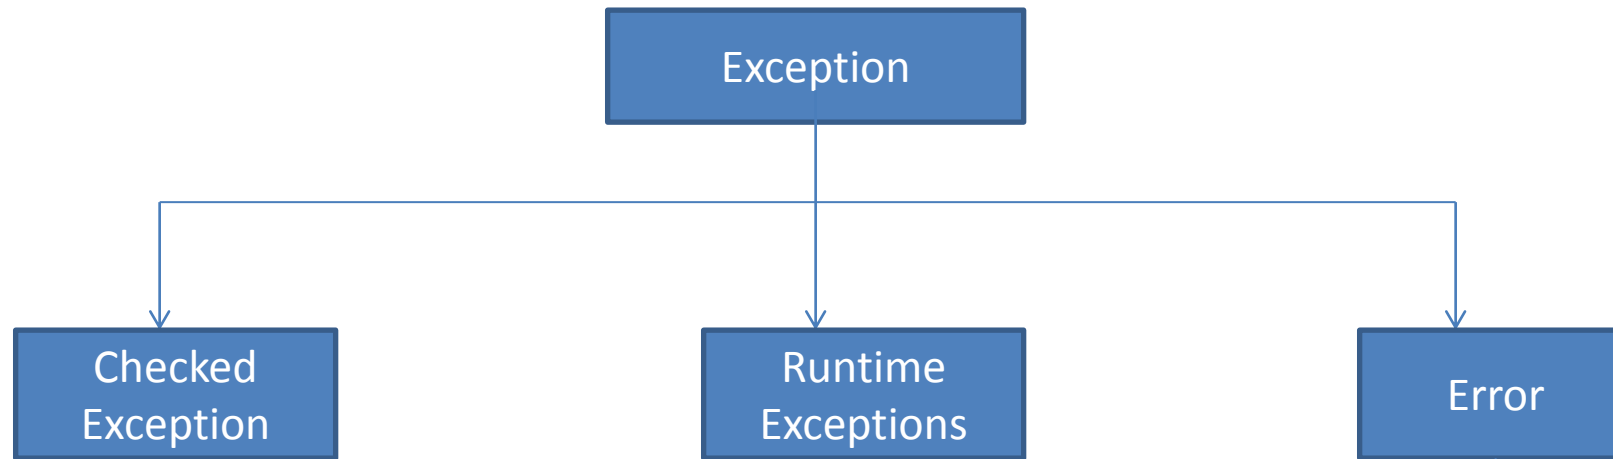 Exception
Checked
Exception
Runtime
Exceptions
Error